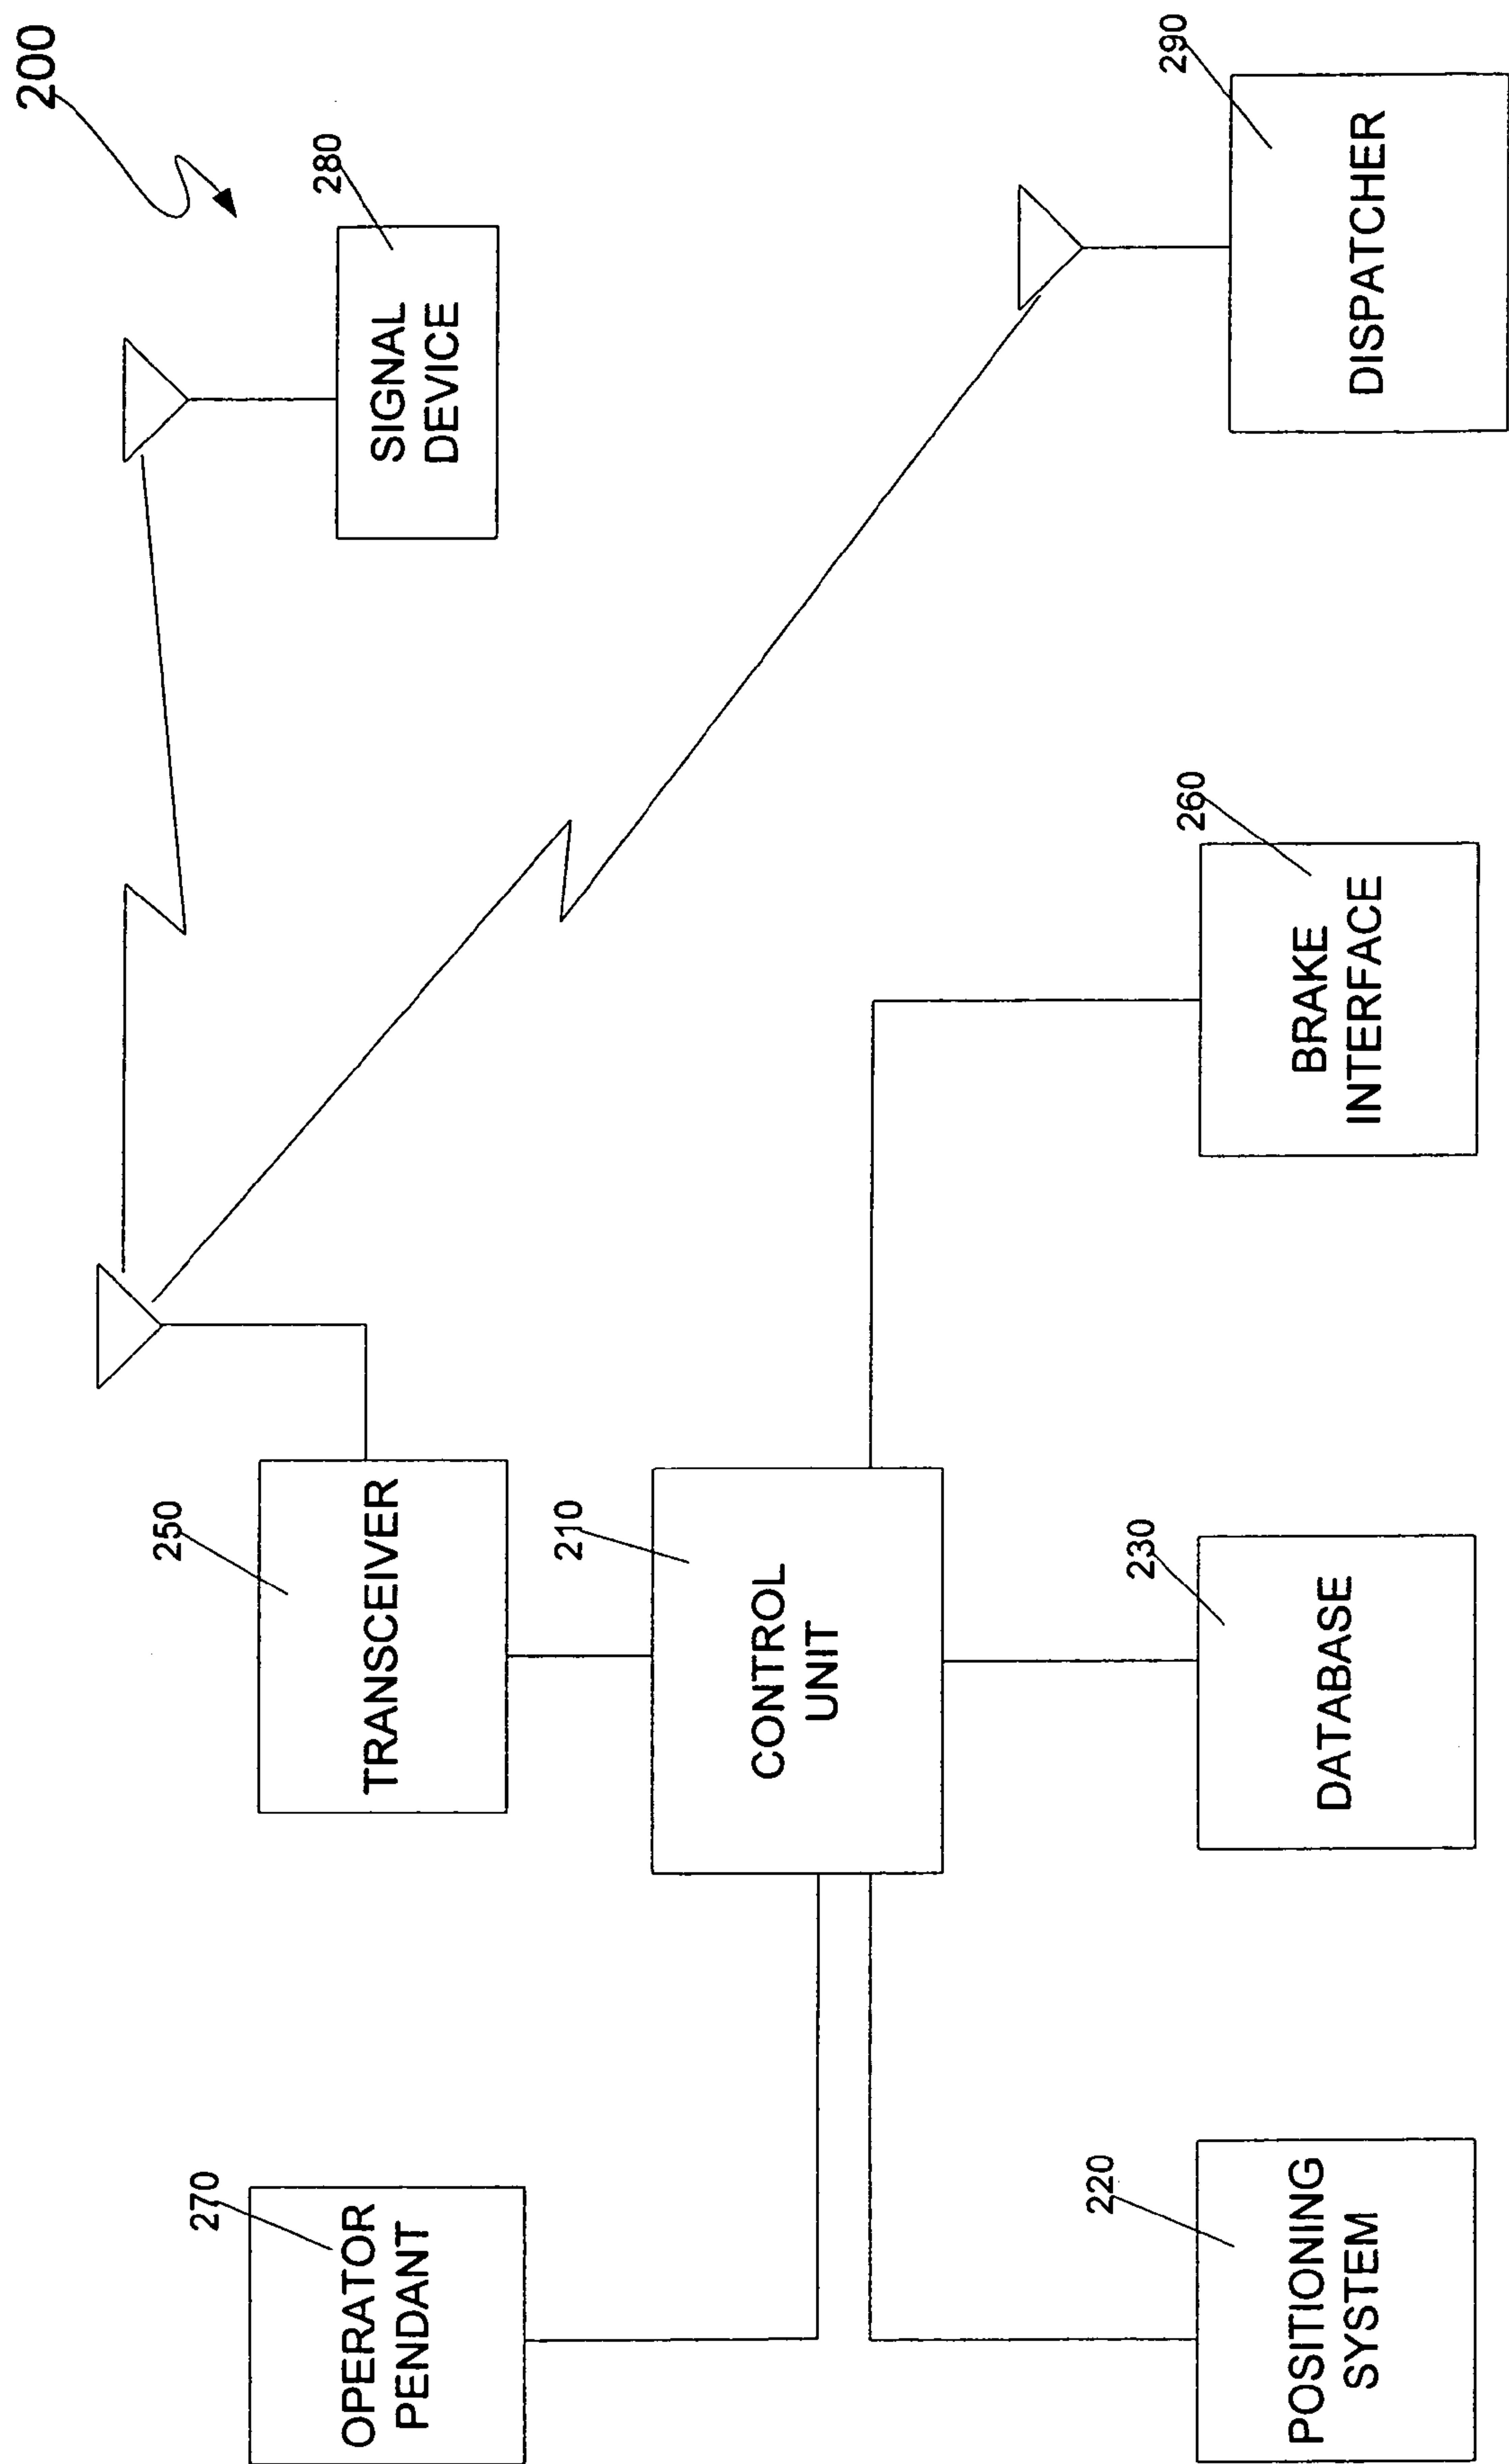 200
280
SIGNAL
DEVICE
290
DISPATCHER
250
TRANSCEIVER
210
CONTROL
UNIT
260
BRAKE
INTERFACE
230
DATABASE
270
OPERATOR
PENDANT
220
POSITIONING
SYSTEM